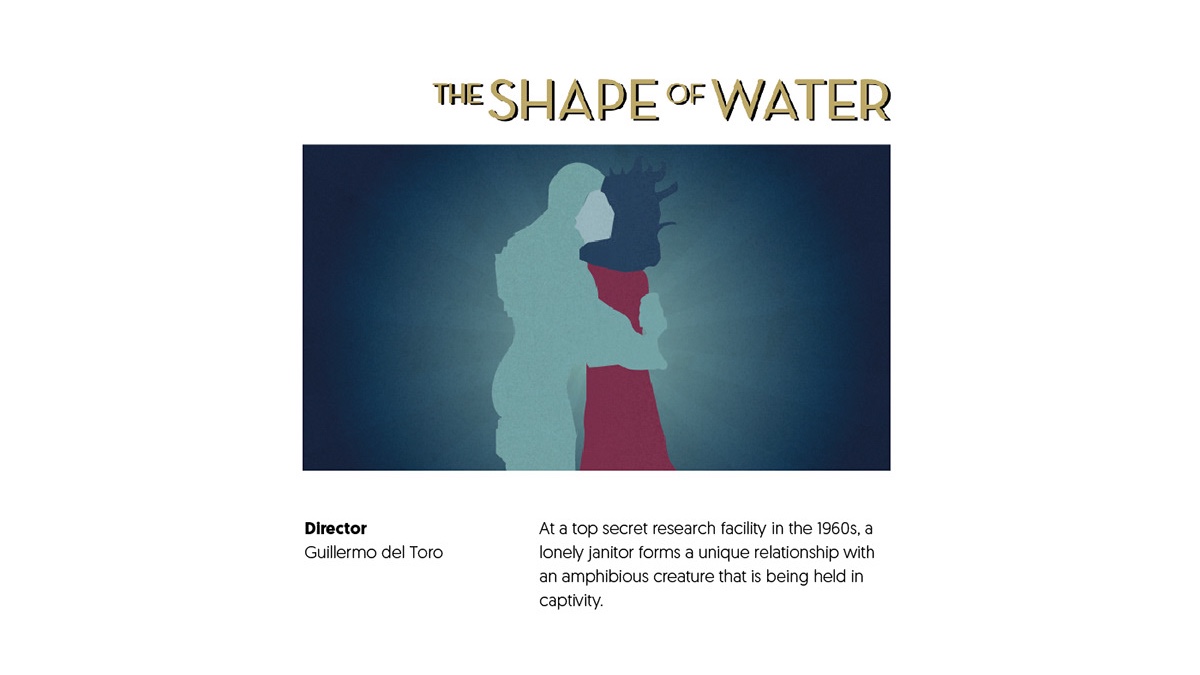 THE SHAPE OF WATER
Director
Guillermo del Toro
At a top secret research facility in the 1960s, a
lonely janitor forms a unique relationship with
an amphibious creature that is being held in
captivity.